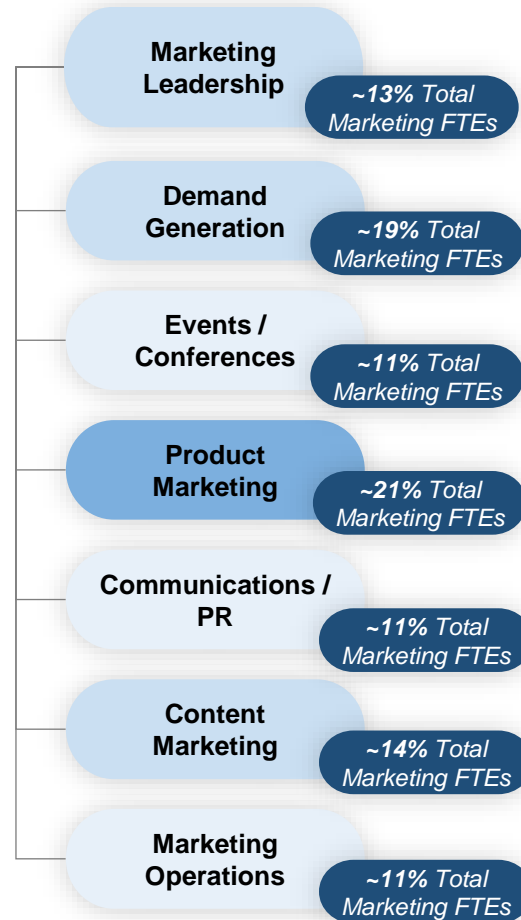 Marketing
Leadership
~13% Total
Marketing FTEs
Demand
Generation
~19% Total
Marketing FTEs
Events /
Conferences
~11% Total
Marketing FTEs
Product
Marketing
~21% Total
Marketing FTEs
Communications /
PR
~11% Total
Marketing FTEs
Content
Marketing
~14% Total
Marketing FTEs
Marketing
Operations
~11% Total
Marketing FTEs